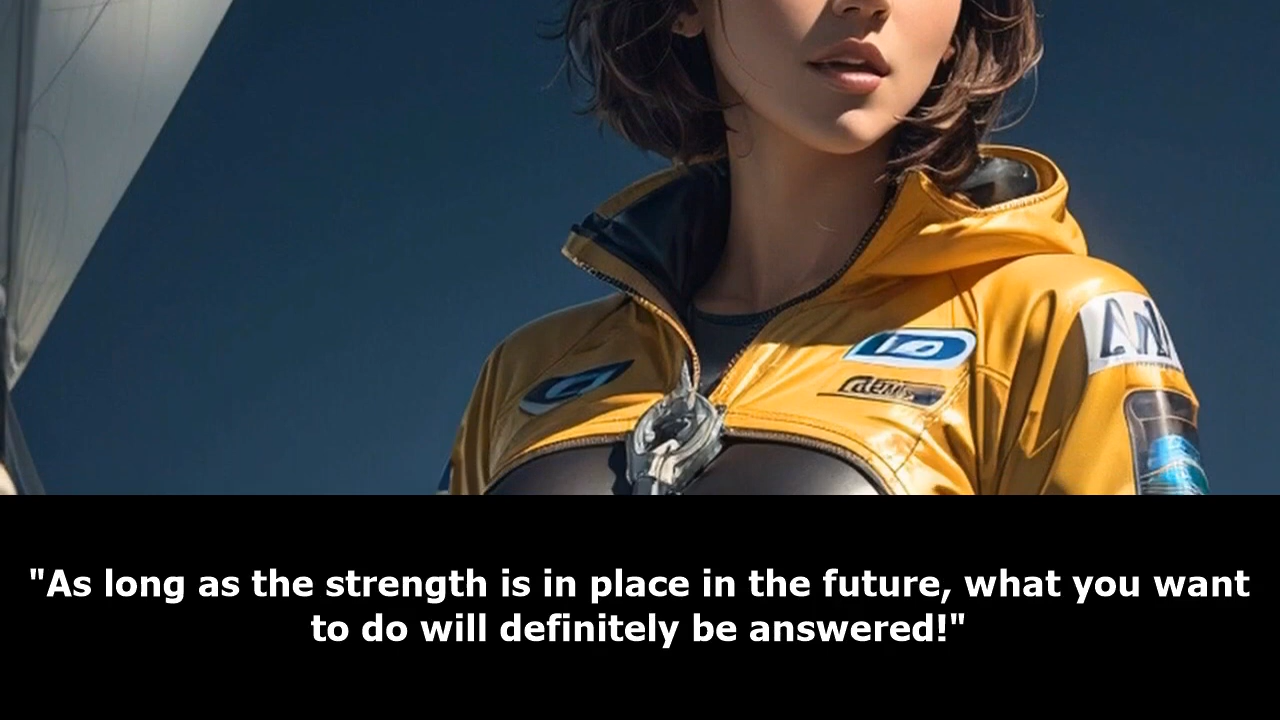 "As long as the strength is in place in the future, what you want
to do will definitely be answered!"